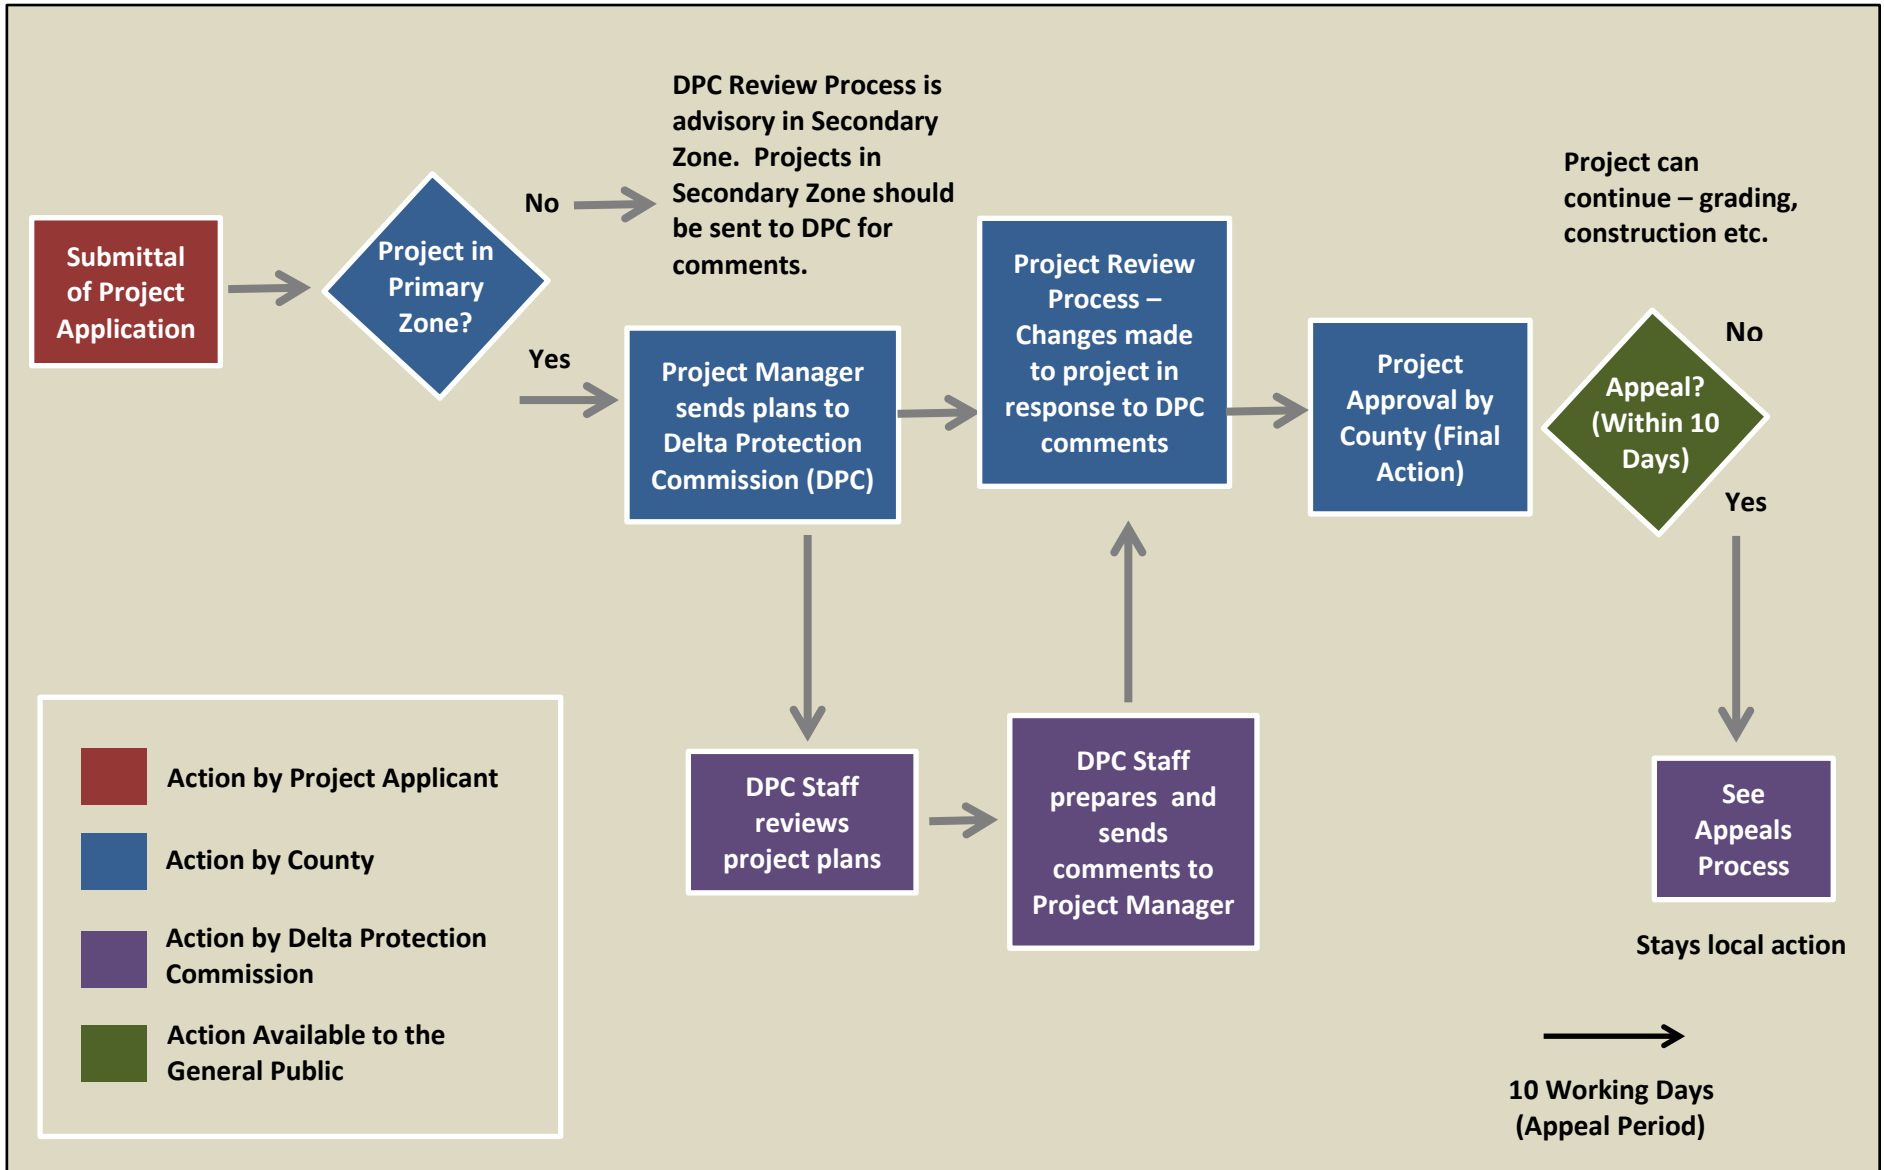 Submittal
of Project
Application
Project in
Primary
Zone?
No
DPC Review Process is
advisory in Secondary
Zone.  Projects in
Secondary Zone should
be sent to DPC for
comments.
Yes
Project Manager
sends plans to
Delta Protection
Commission (DPC)
Project Review
Process –
Changes made
to project in
response to DPC
comments
Project
Approval by
County (Final
Action)
Appeal?
(Within 10
Days)
No
Project can
continue – grading,
construction etc.
Yes
See
Appeals
Process
Stays local action
DPC Staff
reviews
project plans
DPC Staff
prepares  and
sends
comments to
Project Manager
Action by Project Applicant
Action by County
Action by Delta Protection
Commission
Action Available to the
General Public
10 Working Days
(Appeal Period)